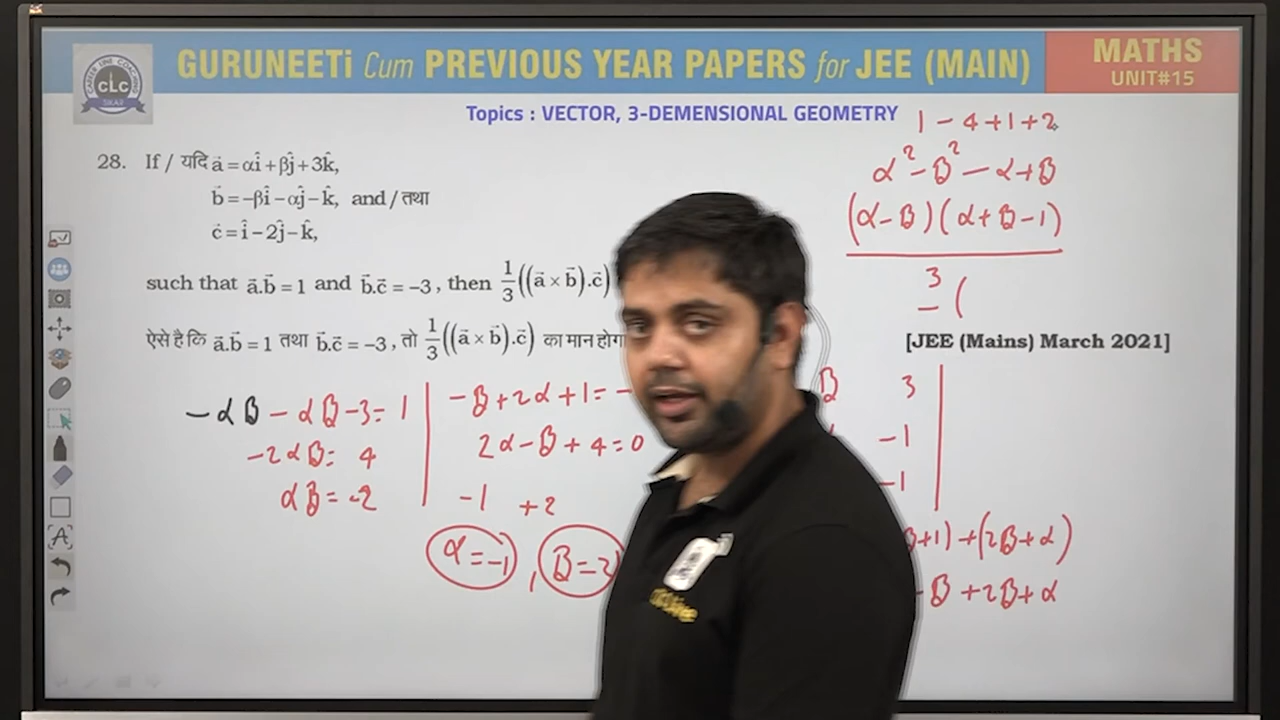 GURUNEETi Cum PREVIOUS YEAR PAPERS for JEE (MAIN)
MATHS
UNIT#15
CLC
SIKAR
Topics : VECTOR, 3-DEMENSIONAL GEOMETRY
28. If / यदि a⃗ = αî + βĵ + 3k̂,
b⃗ = -βî - αĵ - k̂, and / तथा
c⃗ = î - 2ĵ - k̂,
such that a⃗.b⃗ = 1 and b⃗.c⃗ = -3, then 1/3((a⃗ × b⃗).c⃗)
ऐसे है कि a⃗.b⃗ = 1 तथा b⃗.c⃗ = -3, तो 1/3((a⃗ × b⃗).c⃗) का मान होगा
[JEE (Mains) March 2021]
1 - 4 + 1 + 2
α² - β² - α + β
(α - β)(α + β - 1)
3
- (
-αβ - αβ - 3 = 1
-2αβ = 4
αβ = -2
-β + 2α + 1 = -
2α - β + 4 = 0
-1 +2
α = -1, β = 2
β 3
-1
-1
β+1) + (2β + α)
- β + 2β + α